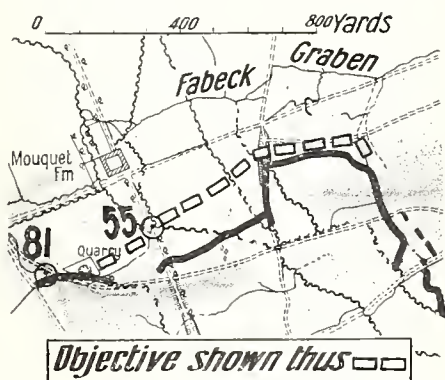 0 400 800 Yards
Fabeck Graben
Mouquet
Fm
55
81
Quarry
Objective shown thus